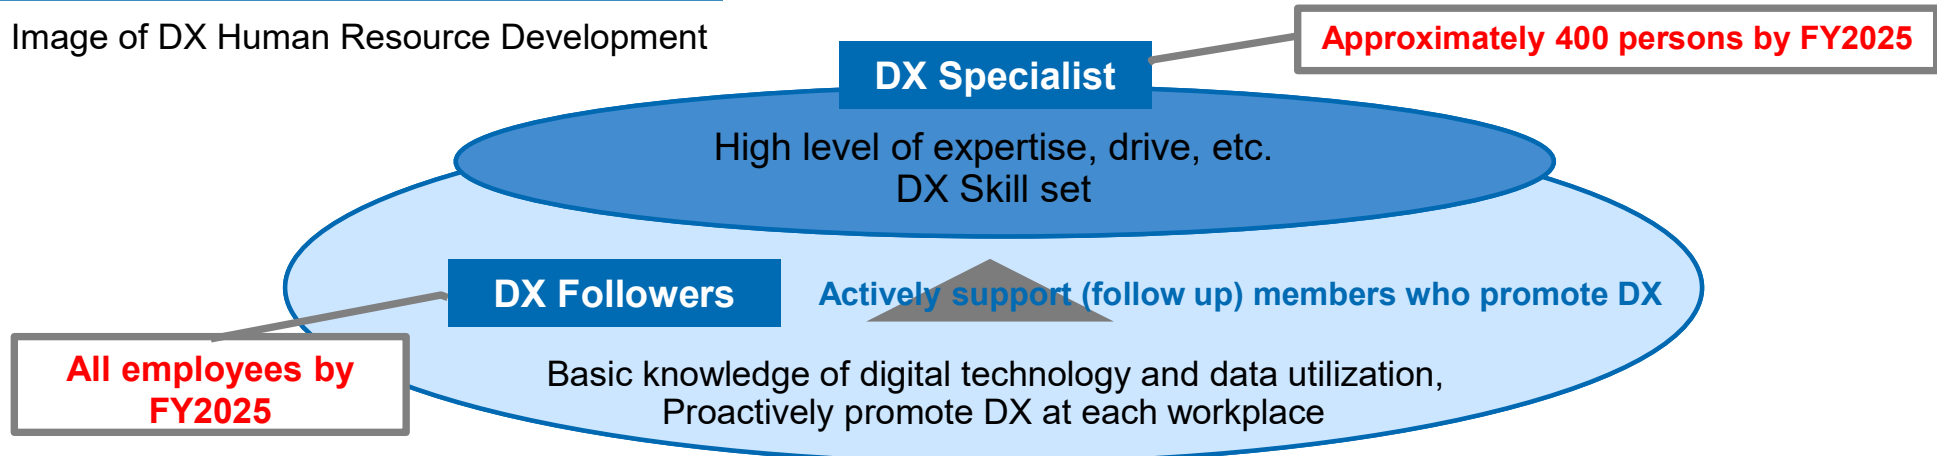 Image of DX Human Resource Development
Approximately 400 persons by FY2025
DX Specialist
High level of expertise, drive, etc.
DX Skill set
DX Followers
Actively support (follow up) members who promote DX
All employees by
FY2025
Basic knowledge of digital technology and data utilization,
Proactively promote DX at each workplace